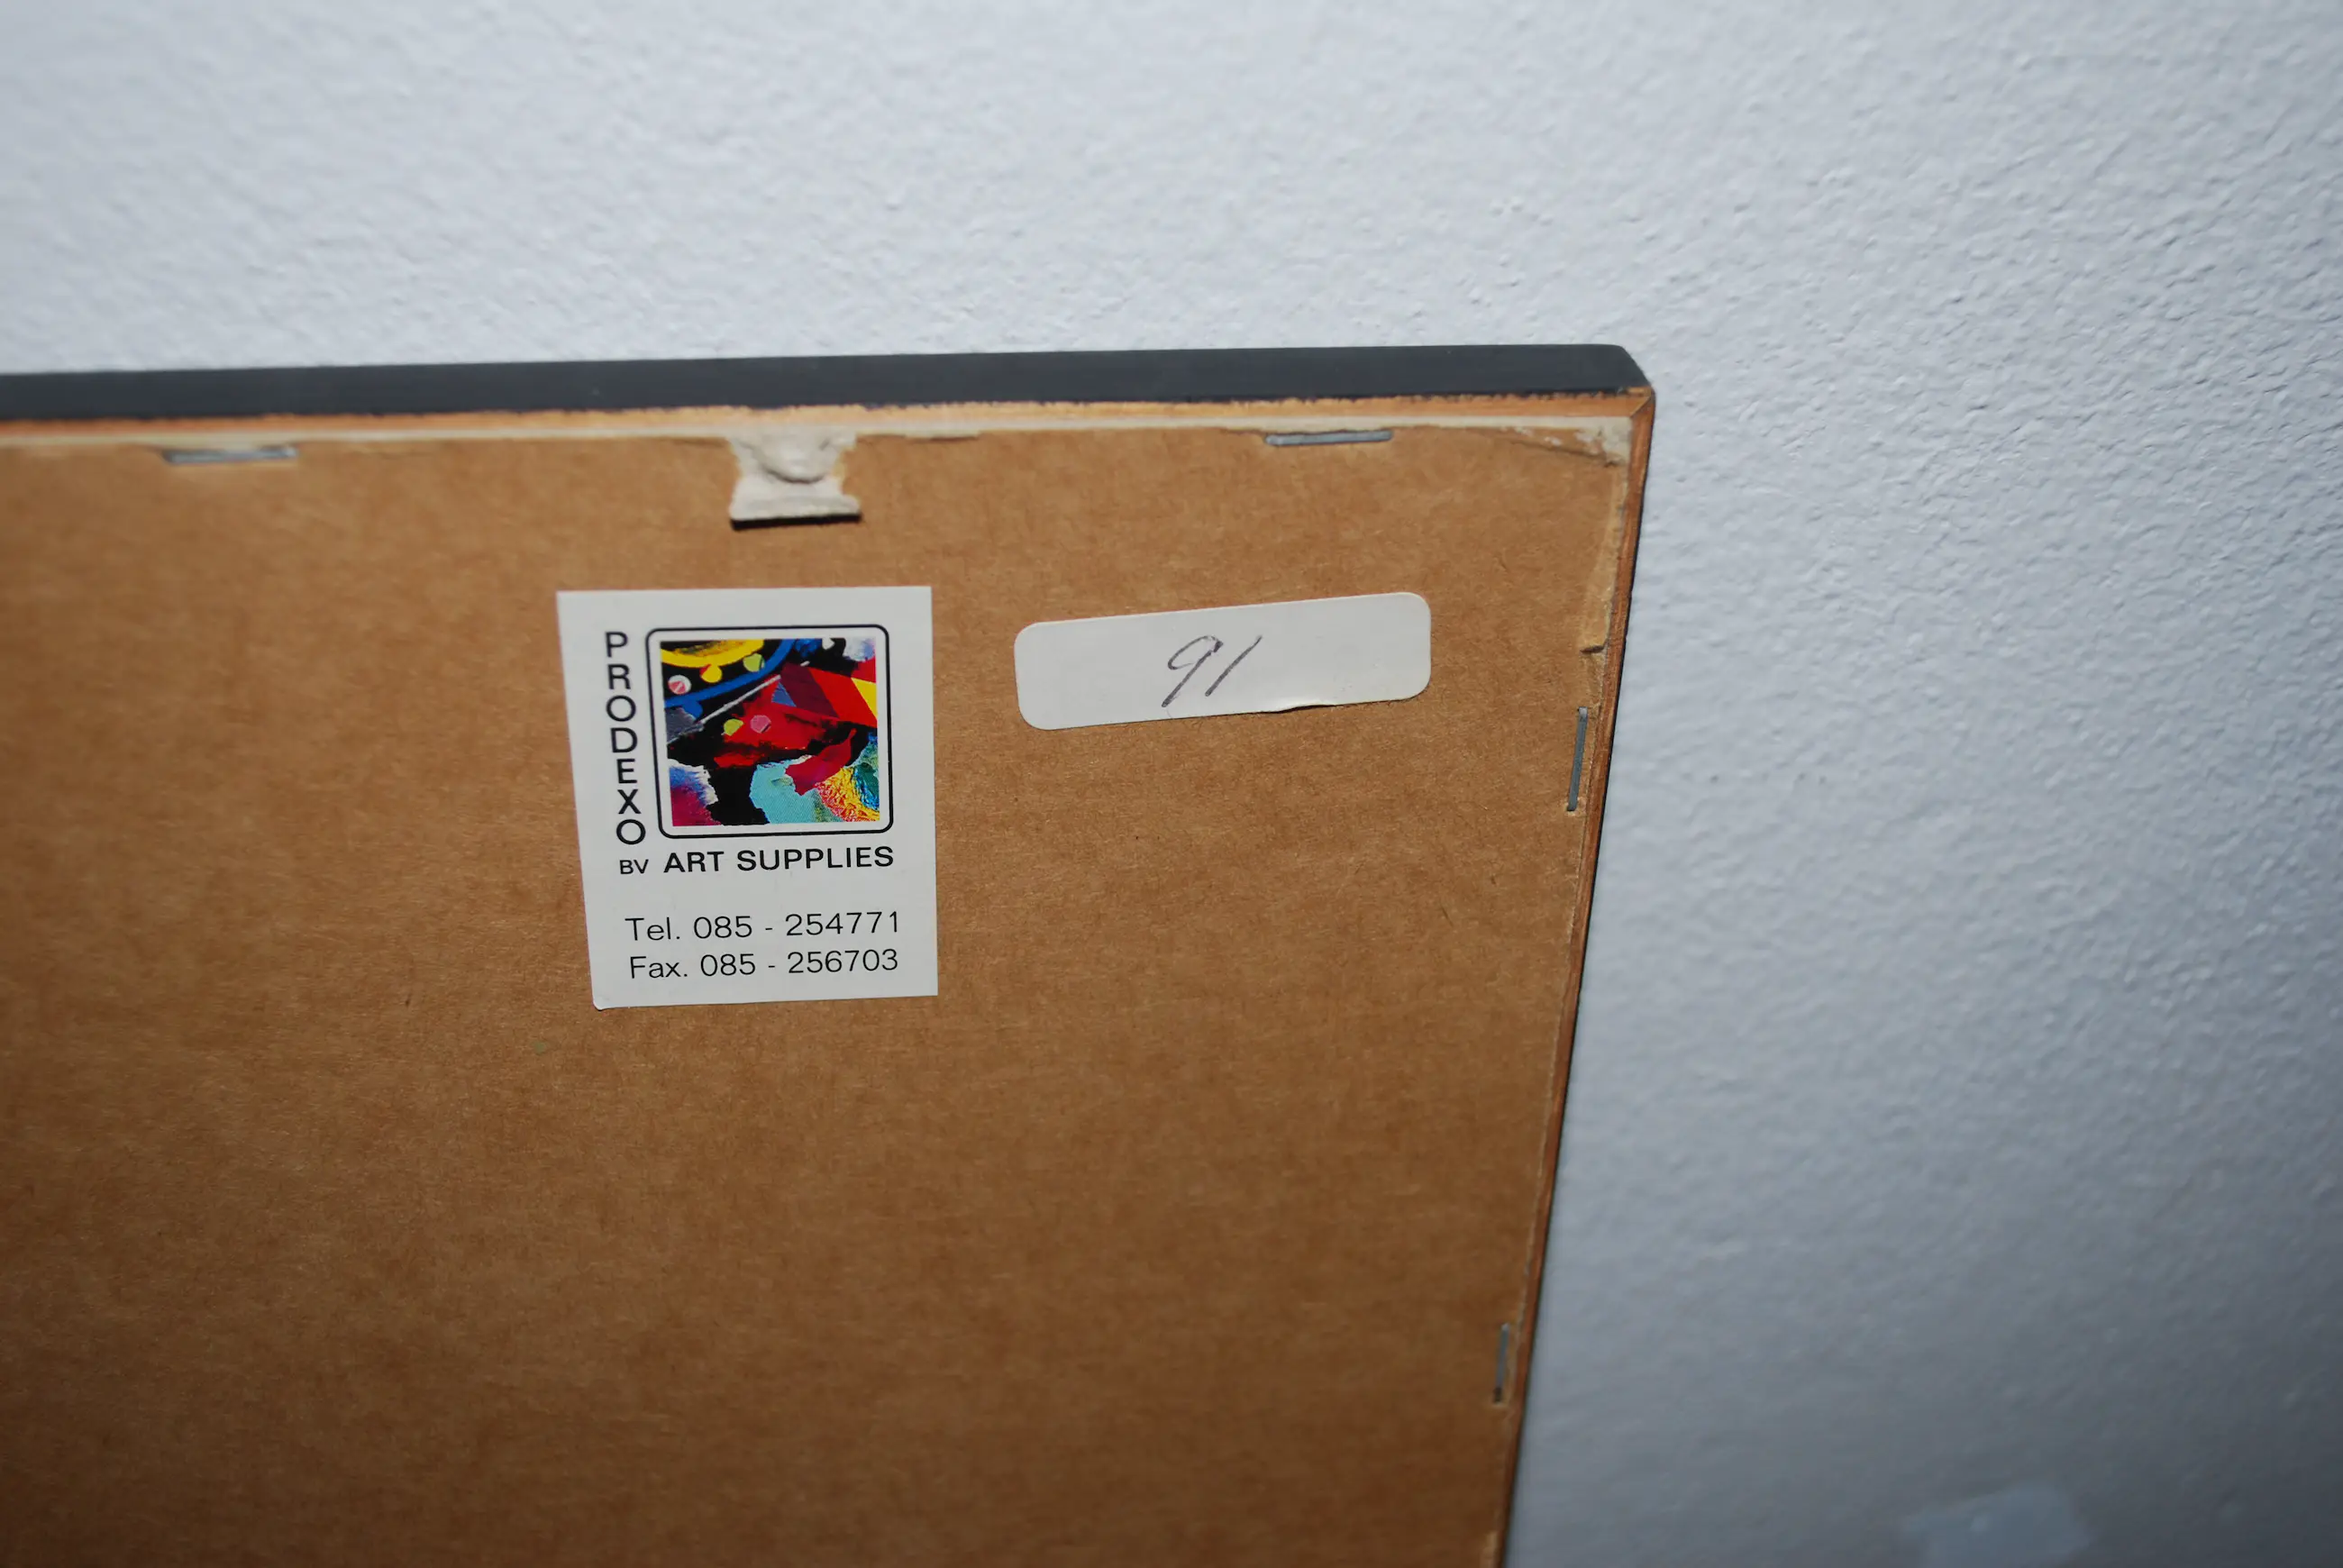 PRODEXO
BV ART SUPPLIES
Tel. 085 - 254771
Fax. 085 - 256703
91